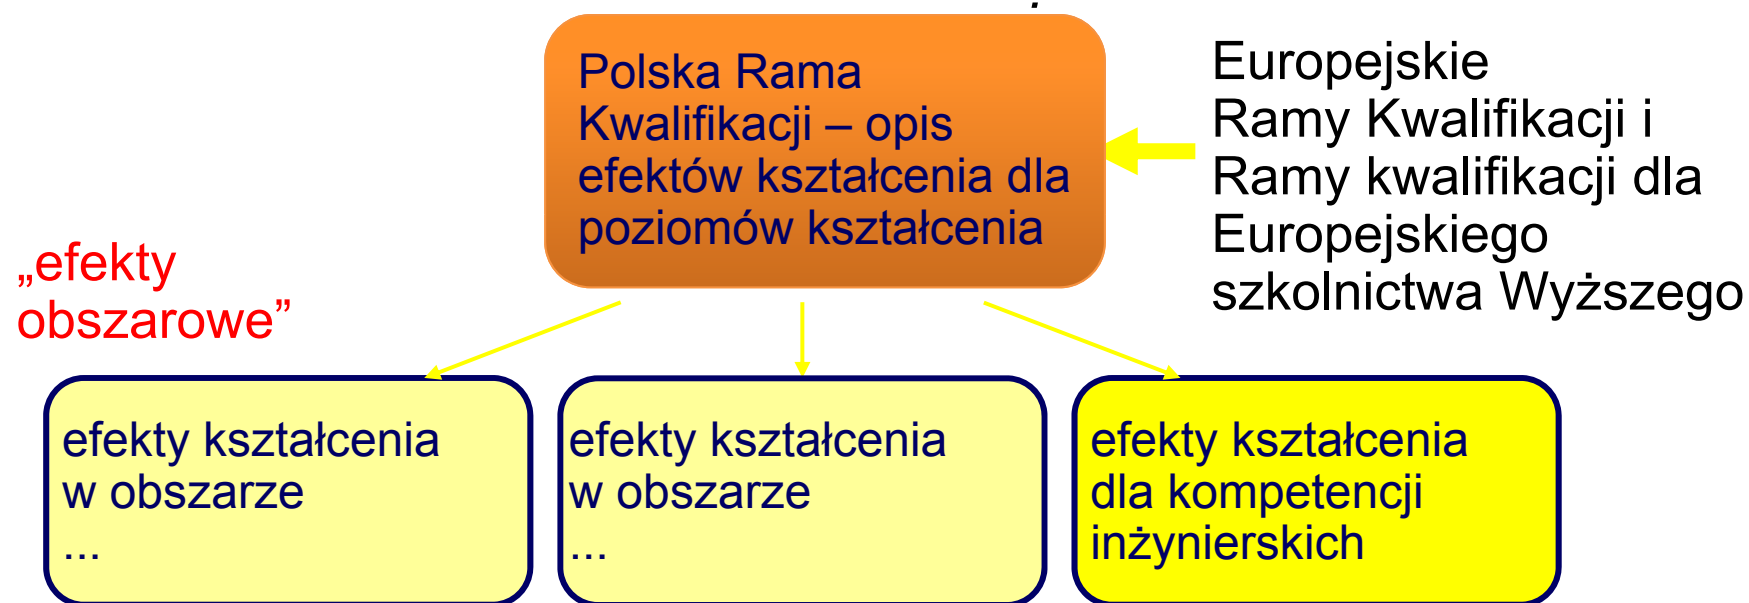 Polska Rama
Kwalifikacji – opis
efektów kształcenia dla
poziomów kształcenia
Europejskie
Ramy Kwalifikacji i
Ramy kwalifikacji dla
Europejskiego
szkolnictwa Wyższego
„efekty
obszarowe”
efekty kształcenia
w obszarze
...
efekty kształcenia
w obszarze
...
efekty kształcenia
dla kompetencji
inżynierskich